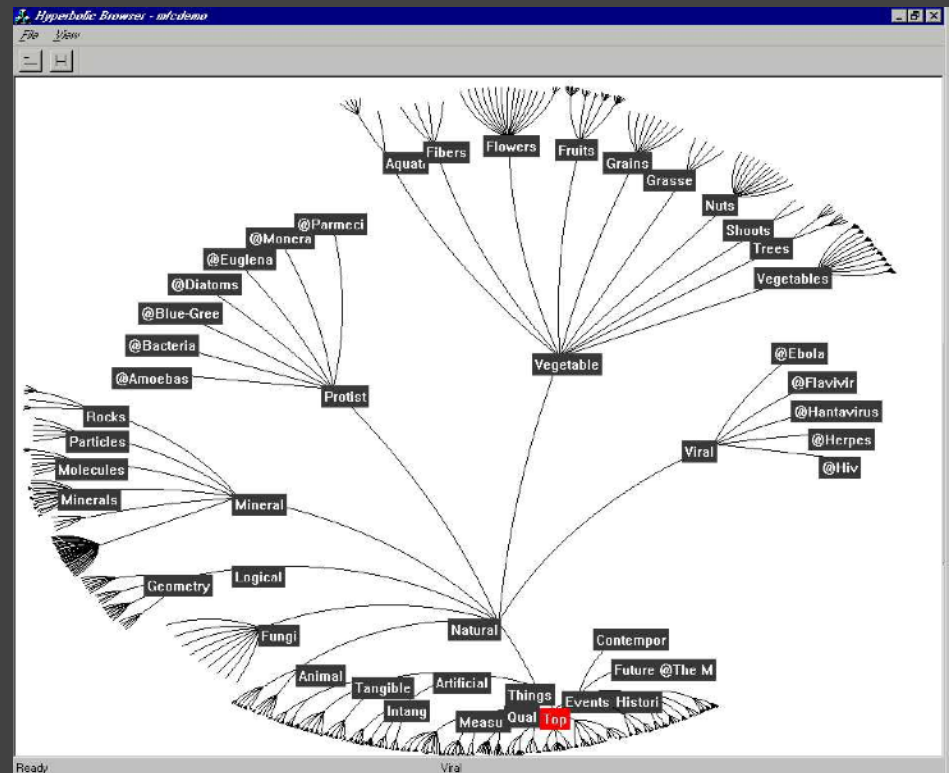 Hyperbolic Browser - mfcdemo
File View
Flowers
Fibers
Fruits
Aquati
Grains
Grasse
Nuts
@Parmeci
@Monera
Shoots
@Euglena
Trees
@Diatoms
Vegetables
@Blue-Gree
@Bacteria
@Ebola
Vegetable
@Amoebas
@Flavivir
Protist
Rocks
@Hantavirus
Particles
@Herpes
Viral
Molecules
@Hiv
Minerals
Mineral
Logical
Geometry
Natural
Fungi
Contempor
Future @The M
Animal
Artificial
Tangible
Things
Events Histori
Intang
Measu Qual Top
Ready Viral